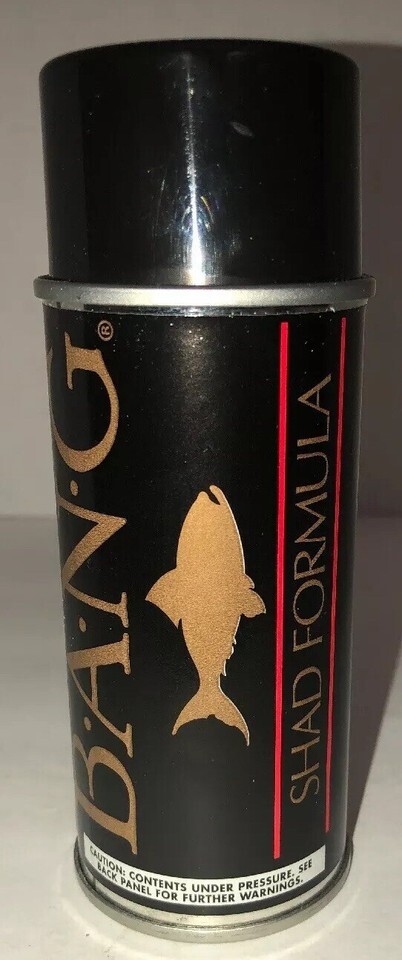 B·A·N·G®
SHAD FORMULA
CAUTION: CONTENTS UNDER PRESSURE. SEE
BACK PANEL FOR FURTHER WARNINGS.